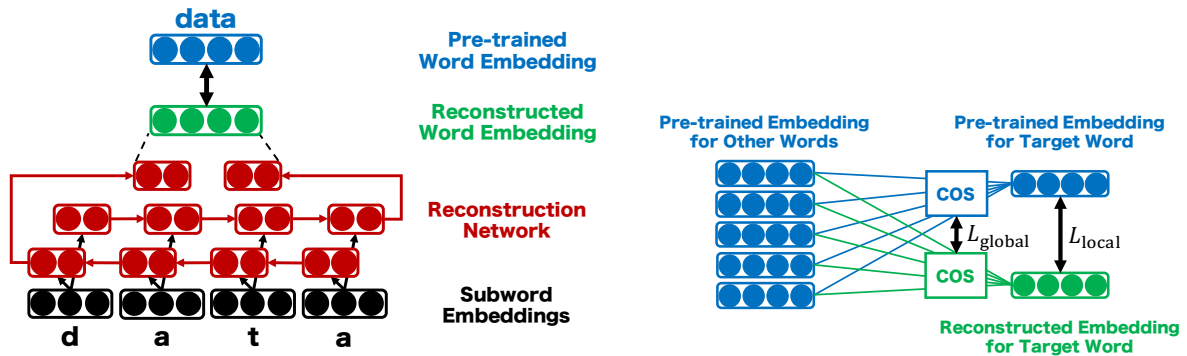 data
Pre-trained
Word Embedding
Reconstructed
Word Embedding
Reconstruction
Network
Subword
Embeddings
d a t a
Pre-trained Embedding
for Other Words
Pre-trained Embedding
for Target Word
COS
L_global
L_local
COS
Reconstructed Embedding
for Target Word